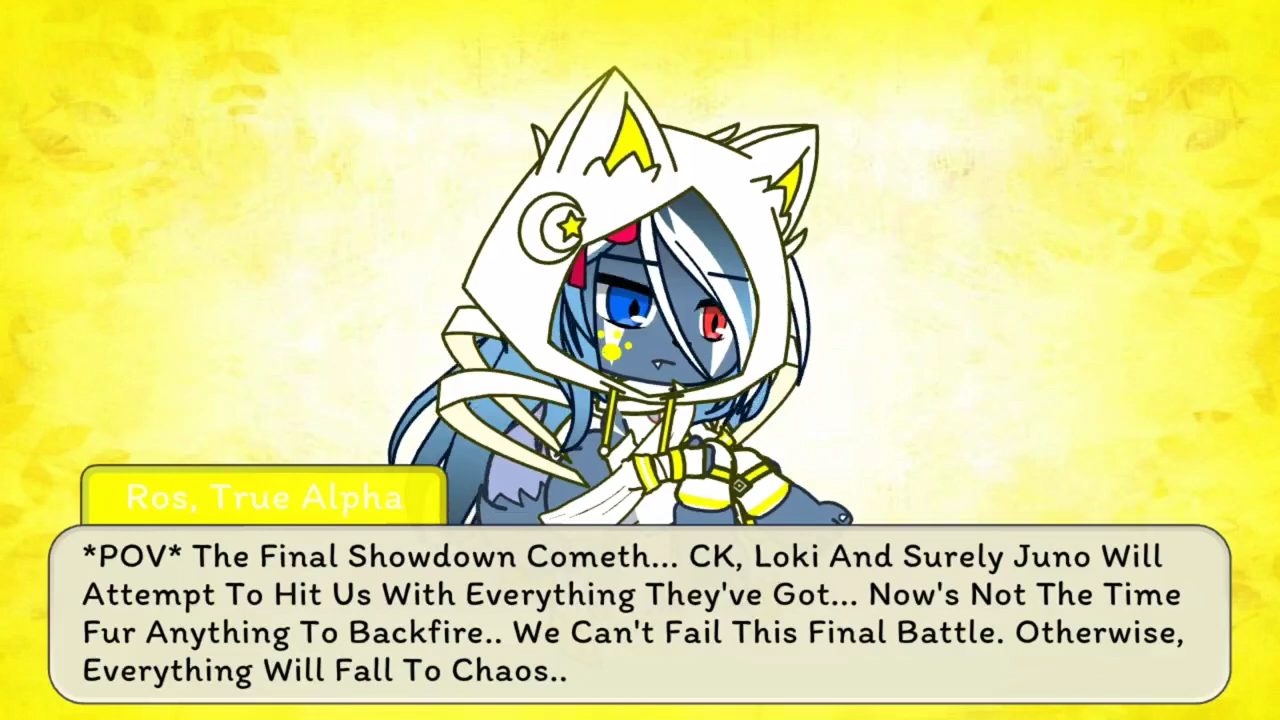 Ros, True Alpha
*POV* The Final Showdown Cometh... CK, Loki And Surely Juno Will
Attempt To Hit Us With Everything They've Got... Now's Not The Time
Fur Anything To Backfire.. We Can't Fail This Final Battle. Otherwise,
Everything Will Fall To Chaos..